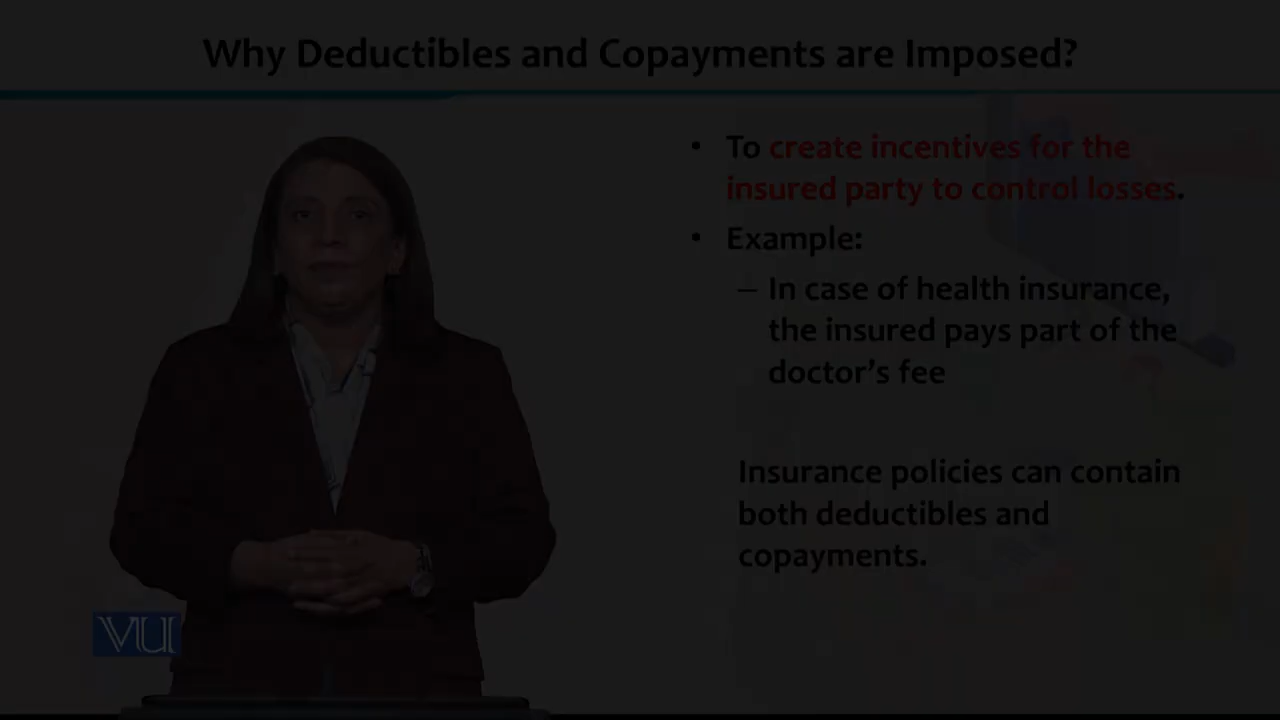 Why Deductibles and Copayments are Imposed?
• To create incentives for the
insured party to control losses.
• Example:
– In case of health insurance,
the insured pays part of the
doctor’s fee
Insurance policies can contain
both deductibles and
copayments.
VU